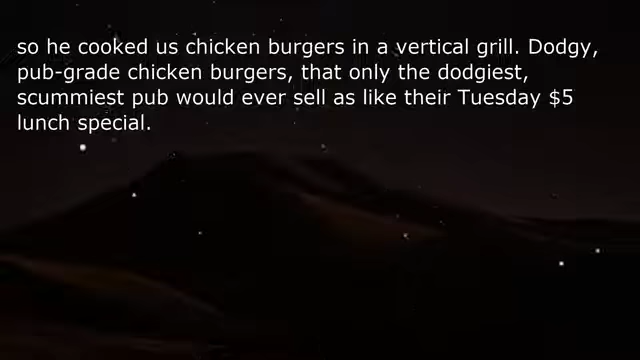 so he cooked us chicken burgers in a vertical grill. Dodgy,
pub-grade chicken burgers, that only the dodgiest,
scummiest pub would ever sell as like their Tuesday $5
lunch special.